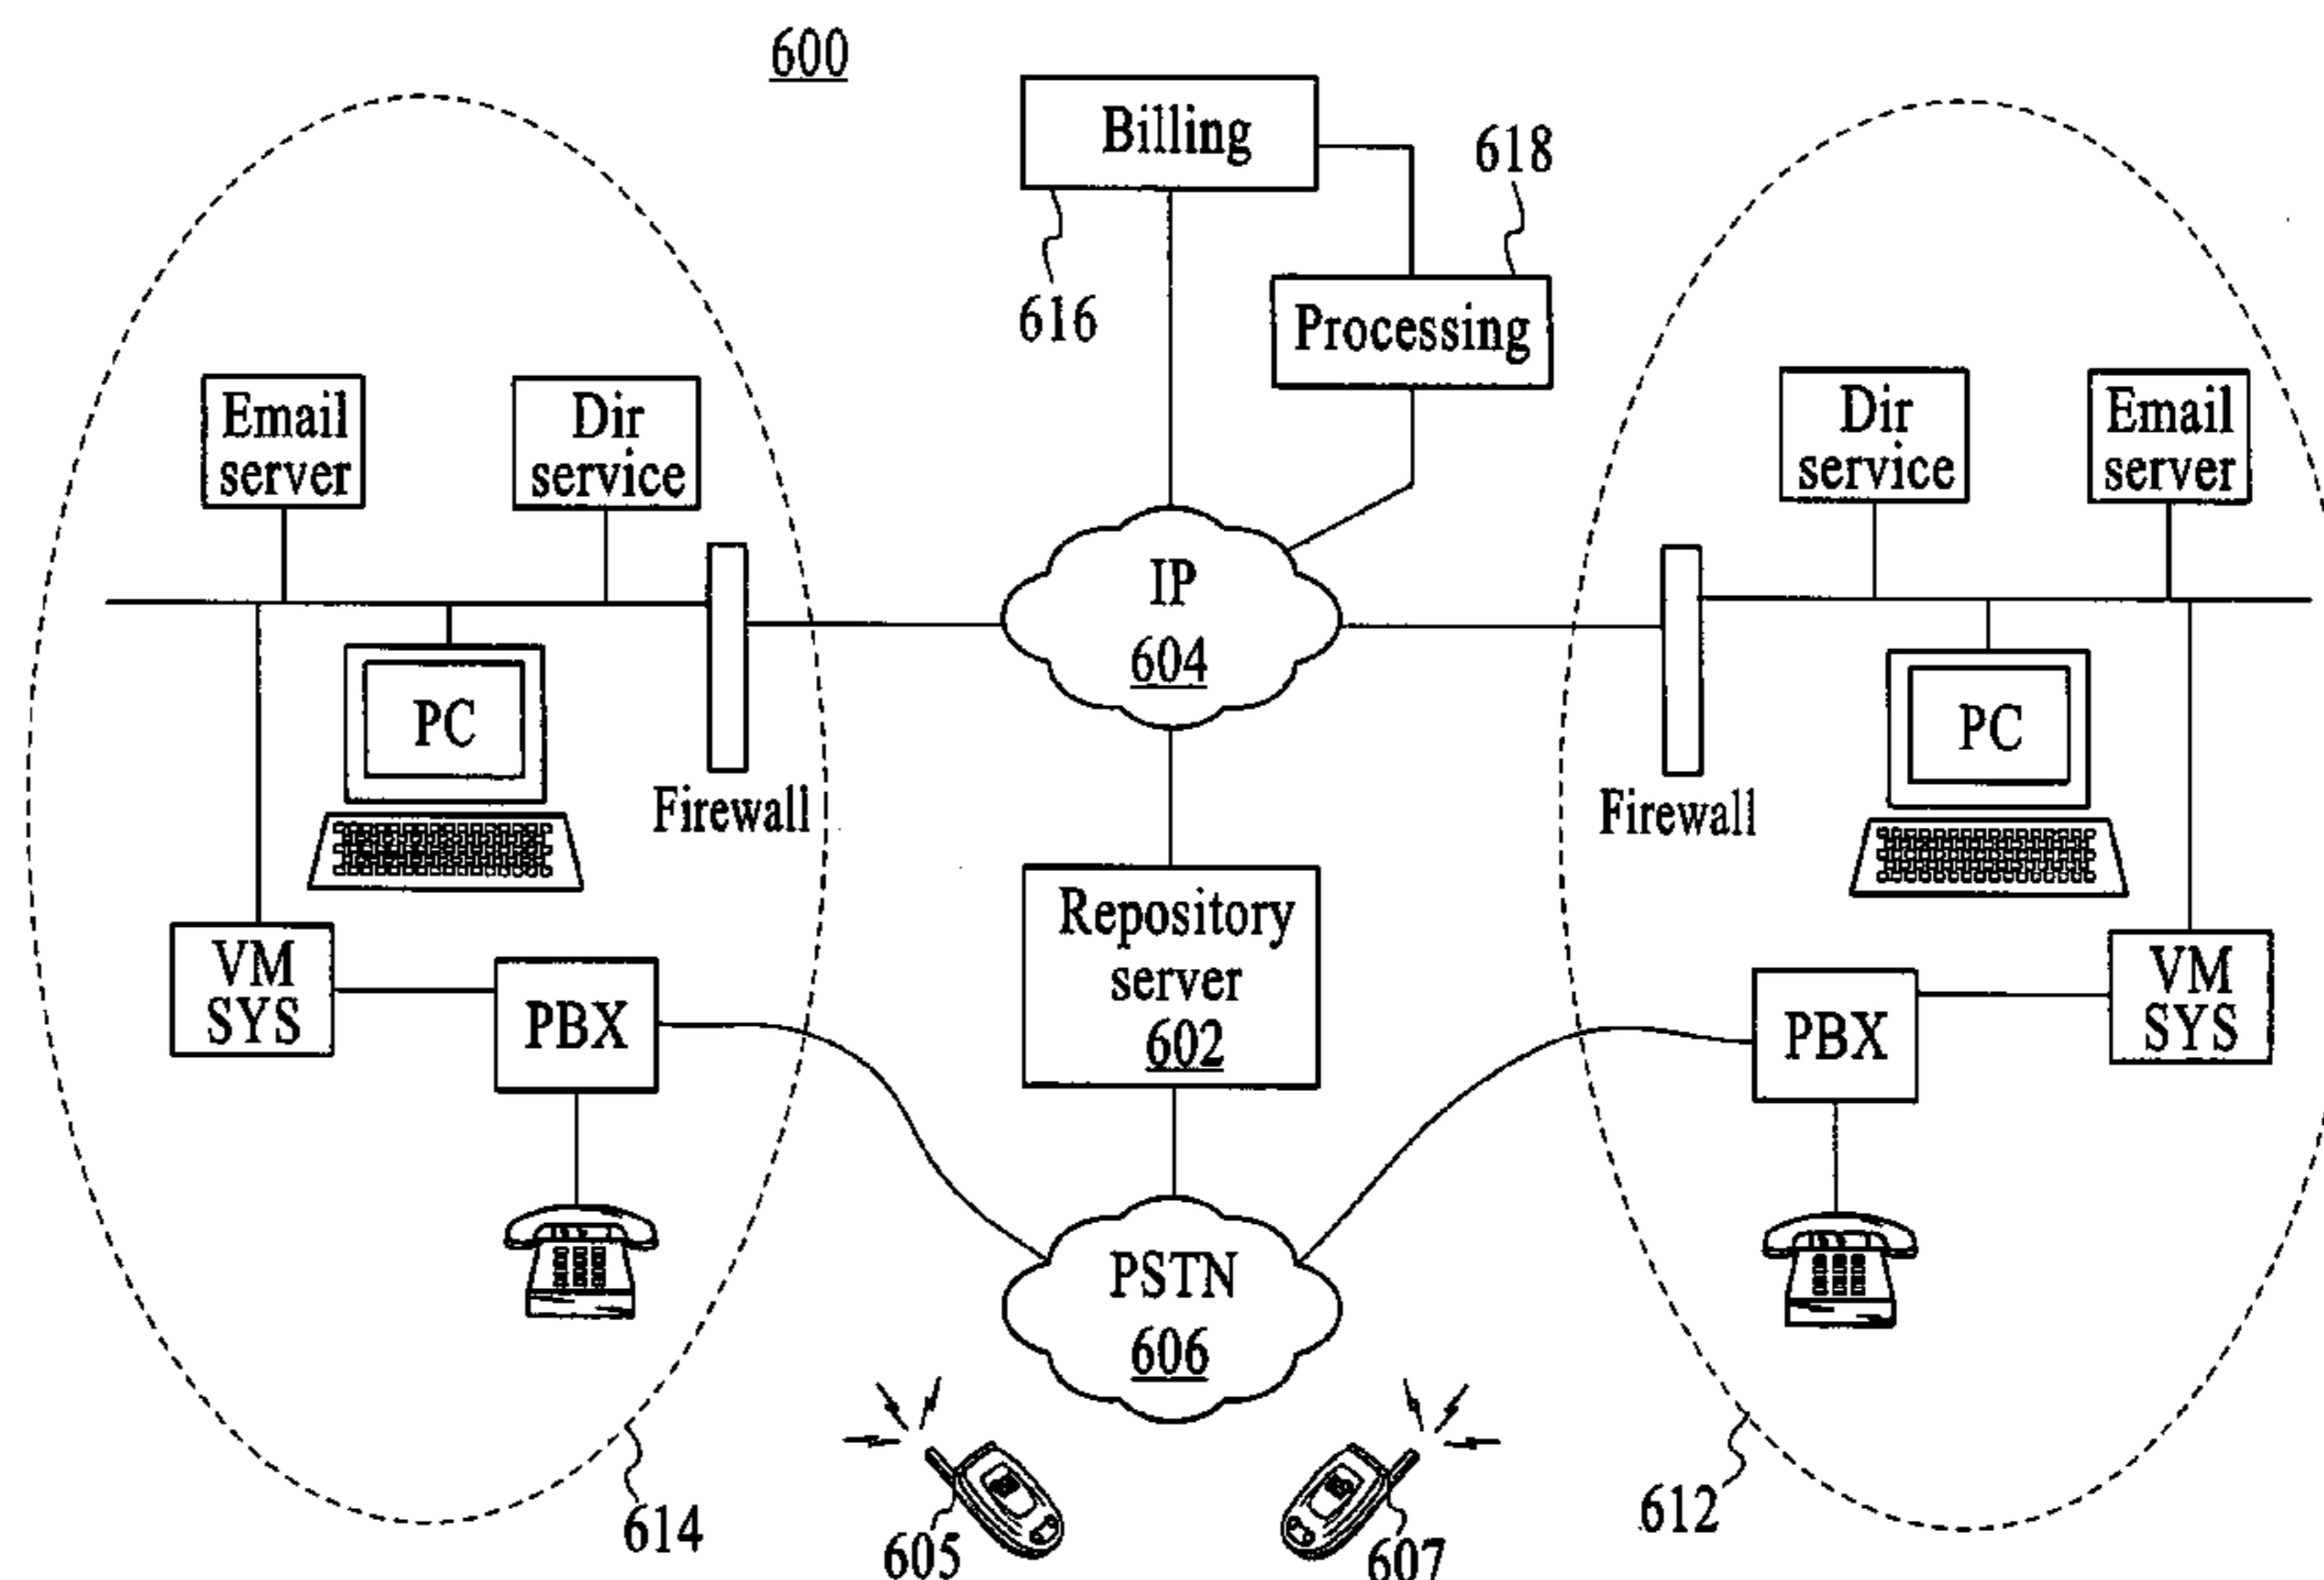 600
Billing
618
616
Processing
Email
server
Dir
service
Dir
service
Email
server
IP
604
PC
PC
Firewall
Firewall
Repository
server
602
VM
SYS
PBX
PBX
VM
SYS
PSTN
606
614
605
607
612